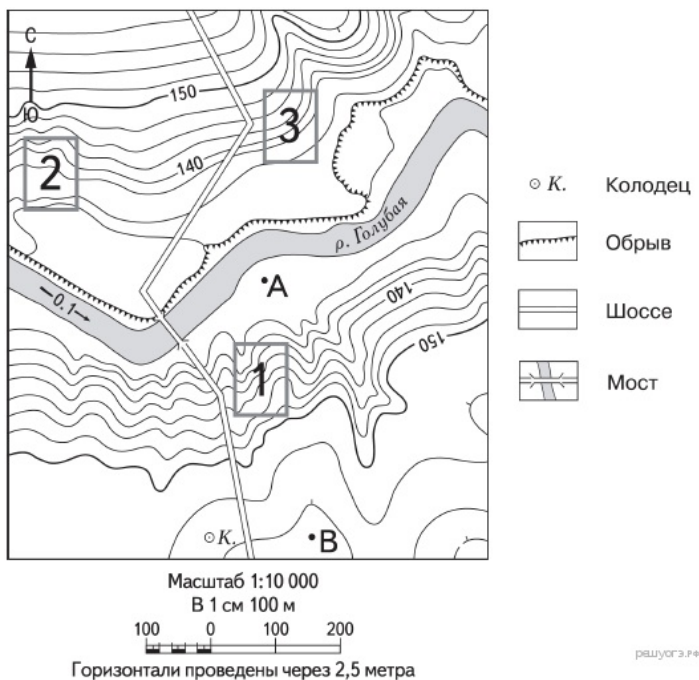 С
Ю
150
3
2
140
р. Голубая
0.1
А
140
150
1
К.
В
К. Колодец
Обрыв
Шоссе
Мост
Масштаб 1:10 000
В 1 см 100 м
100 0 100 200
Горизонтали проведены через 2,5 метра
решуогэ.рф